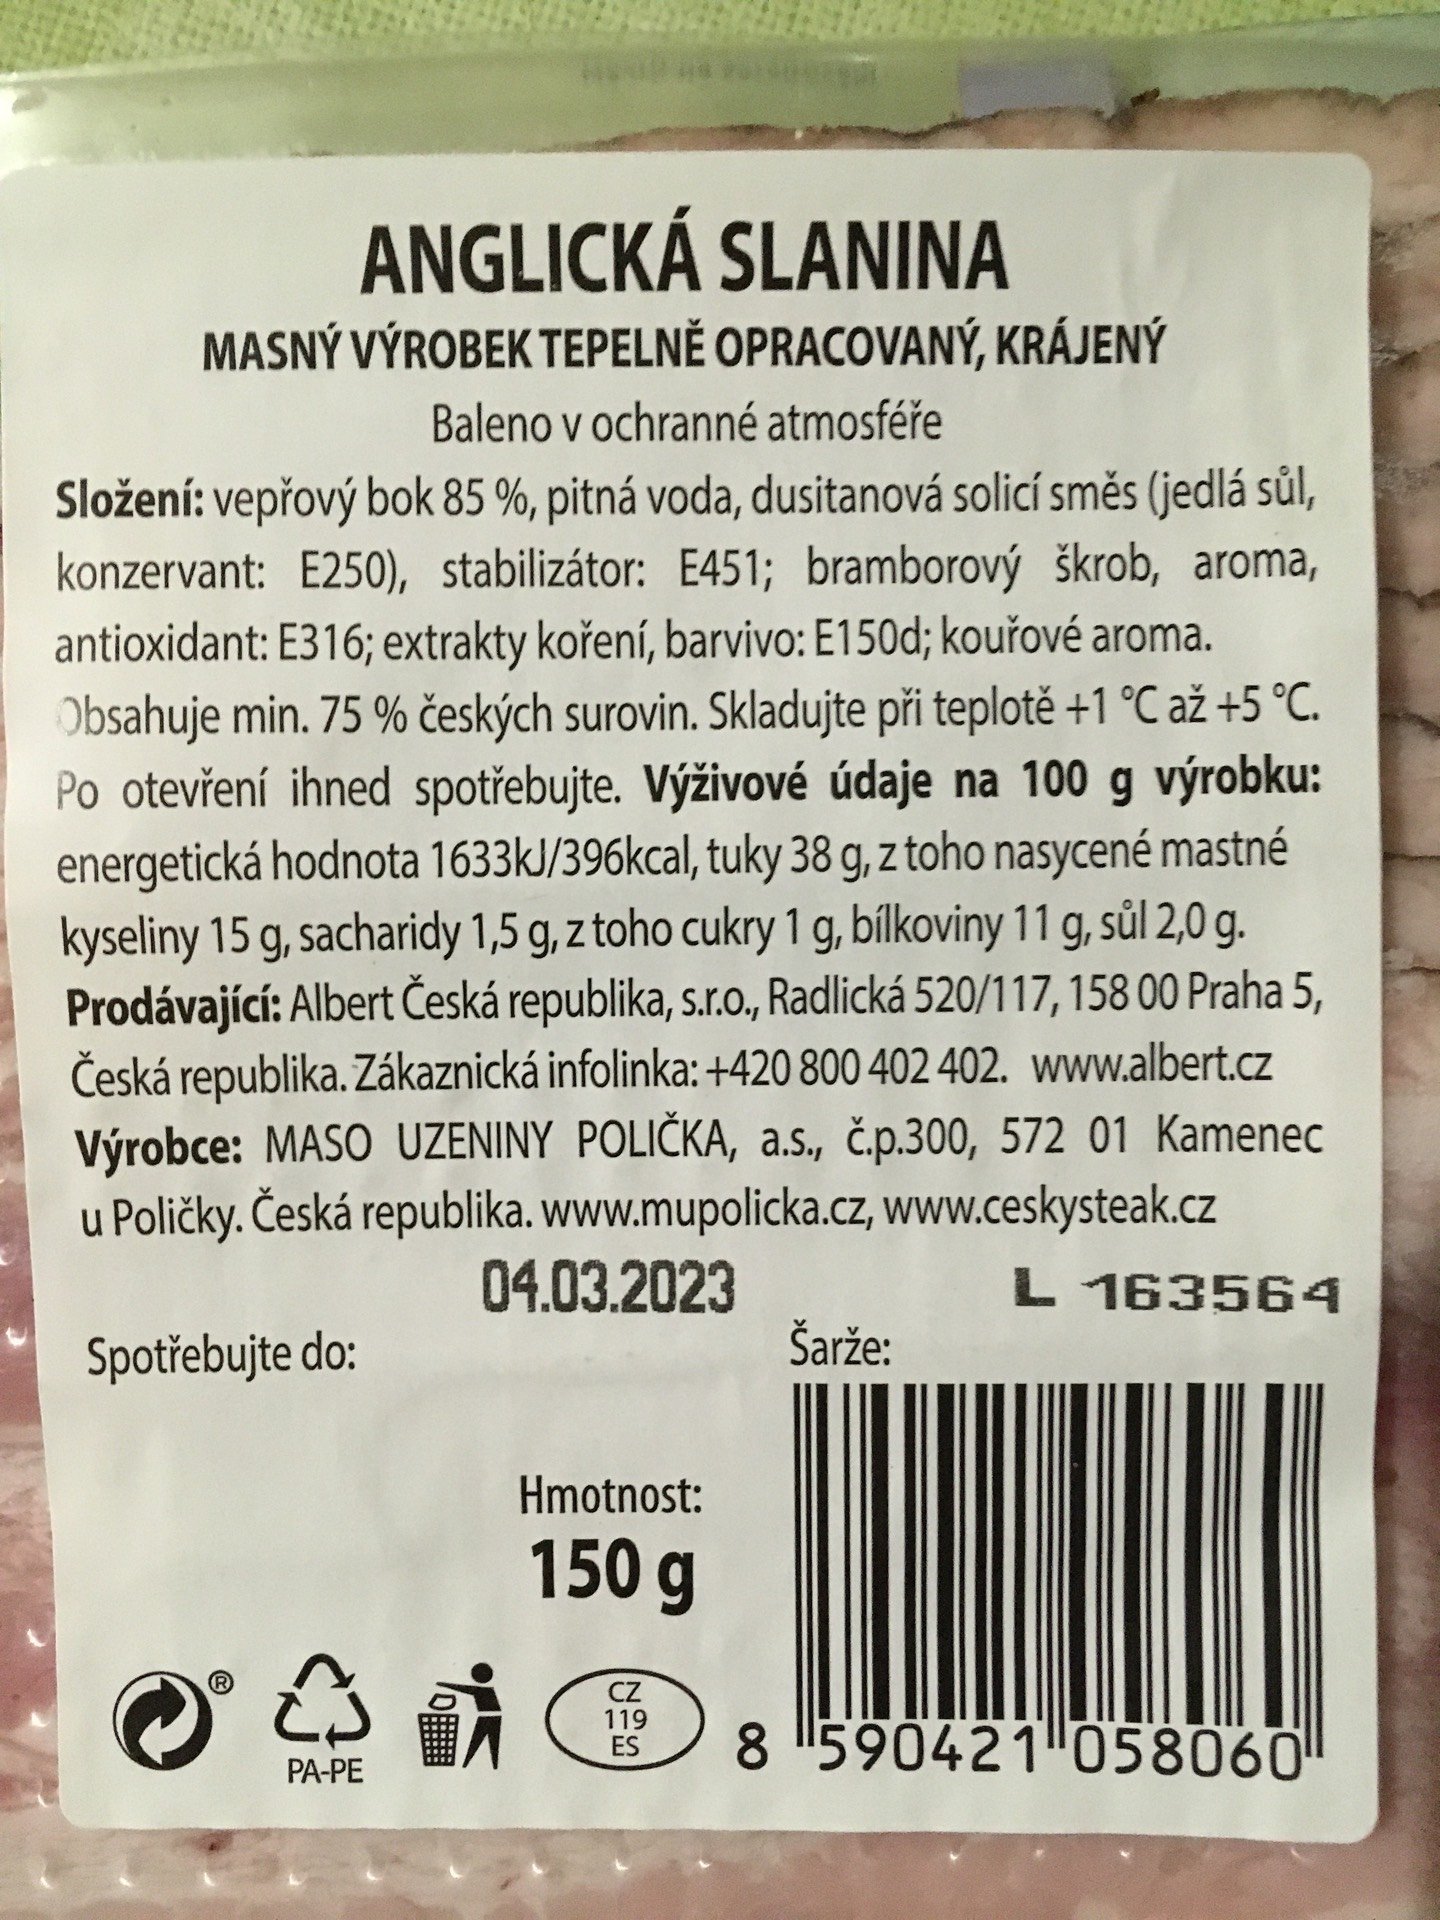 ANGLICKÁ SLANINA
MASNÝ VÝROBEK TEPELNĚ OPRACOVANÝ, KRÁJENÝ
Baleno v ochranné atmosféře
Složení: vepřový bok 85 %, pitná voda, dusitanová solicí směs (jedlá sůl,
konzervant: E250), stabilizátor: E451; bramborový škrob, aroma,
antioxidant: E316; extrakty koření, barvivo: E150d; kouřové aroma.
Obsahuje min. 75 % českých surovin. Skladujte při teplotě +1 °C až +5 °C.
Po otevření ihned spotřebujte. Výživové údaje na 100 g výrobku:
energetická hodnota 1633kJ/396kcal, tuky 38 g, z toho nasycené mastné
kyseliny 15 g, sacharidy 1,5 g, z toho cukry 1 g, bílkoviny 11 g, sůl 2,0 g.
Prodávající: Albert Česká republika, s.r.o., Radlická 520/117, 158 00 Praha 5,
Česká republika. Zákaznická infolinka: +420 800 402 402. www.albert.cz
Výrobce: MASO UZENINY POLIČKA, a.s., č.p.300, 572 01 Kamenec
u Poličky. Česká republika. www.mupolicka.cz, www.ceskysteak.cz
04.03.2023 L 163564
Spotřebujte do: Šarže:
Hmotnost:
150 g
®
PA-PE
CZ
119
ES
8 590421 058060